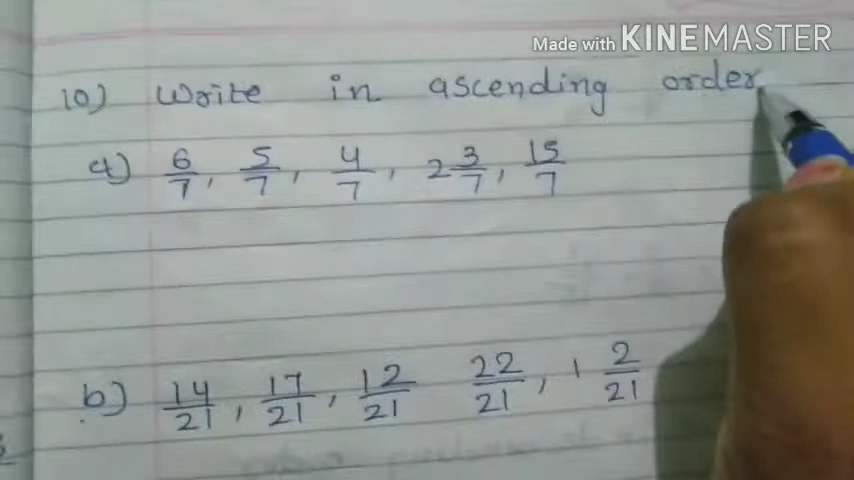 Made with KINEMASTER
10) Write in ascending order.
a) 6/7, 5/7, 4/7, 2 3/7, 15/7
b) 14/21, 17/21, 12/21 22/21, 1 2/21